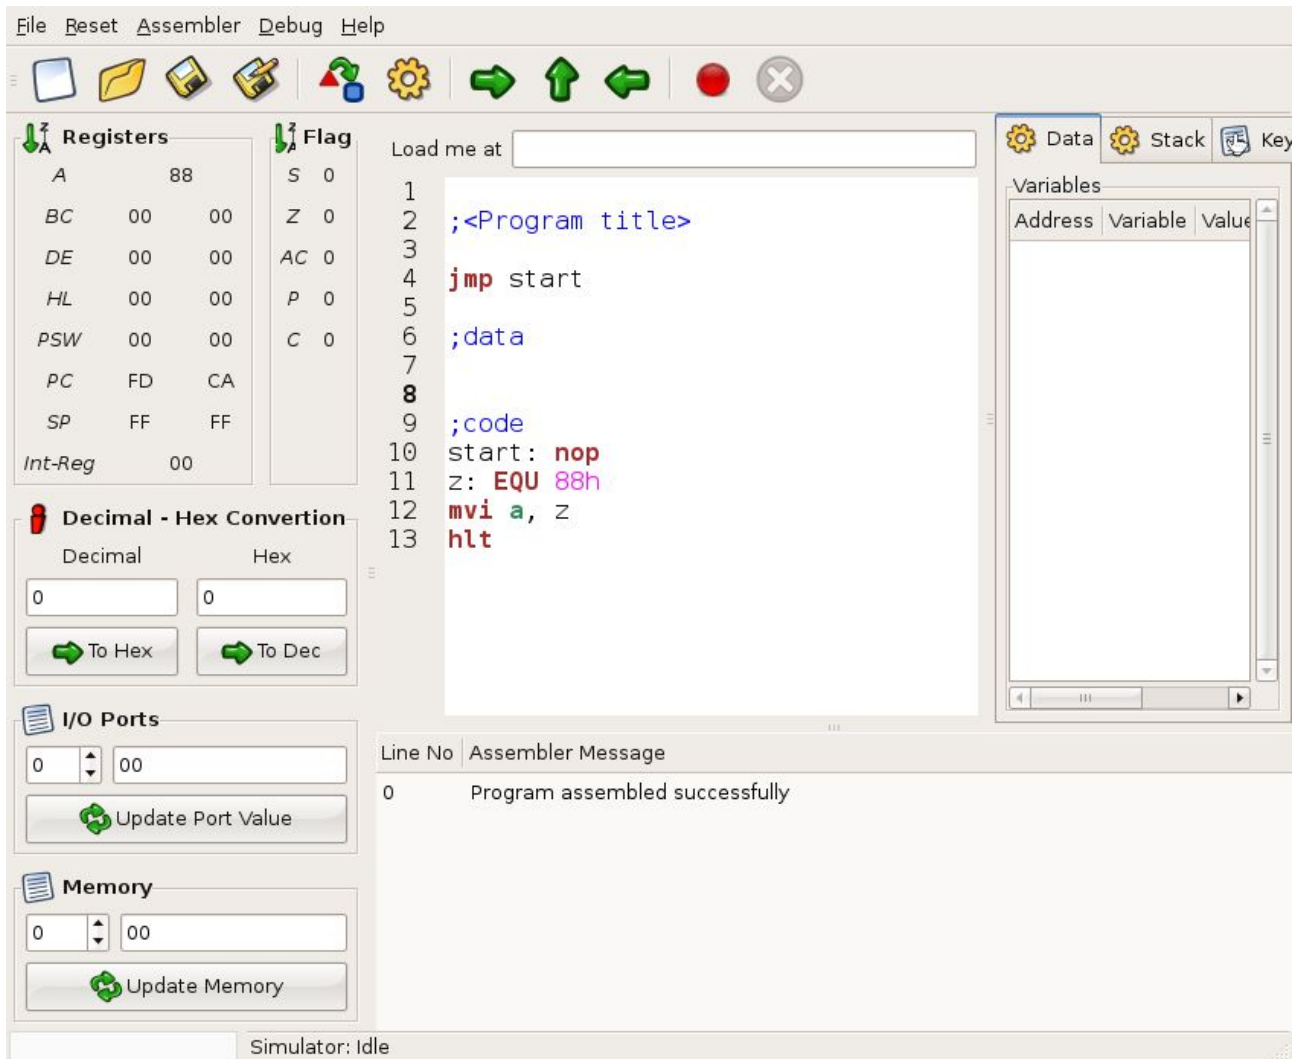 File Reset Assembler Debug Help
Registers
A 88
BC 00 00
DE 00 00
HL 00 00
PSW 00 00
PC FD CA
SP FF FF
Int-Reg 00
Flag
S 0
Z 0
AC 0
P 0
C 0
Decimal - Hex Convertion
Decimal Hex
0 0
To Hex To Dec
I/O Ports
0 00
Update Port Value
Memory
0 00
Update Memory
Load me at
1
2 ;<Program title>
3
4 jmp start
5
6 ;data
7
8
9 ;code
10 start: nop
11 z: EQU 88h
12 mvi a, z
13 hlt
Data Stack Key
Variables
Address Variable Value
Line No Assembler Message
0 Program assembled successfully
Simulator: Idle